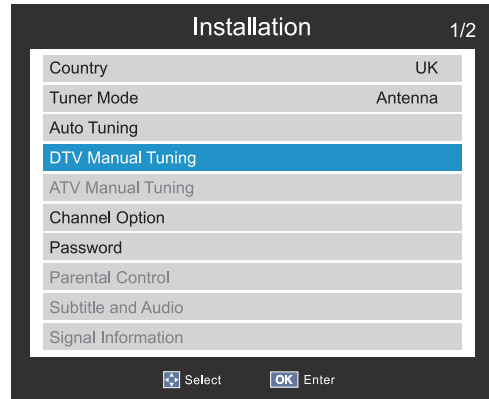 Installation 1/2
Country UK
Tuner Mode Antenna
Auto Tuning
DTV Manual Tuning
ATV Manual Tuning
Channel Option
Password
Parental Control
Subtitle and Audio
Signal Information
Select OK Enter